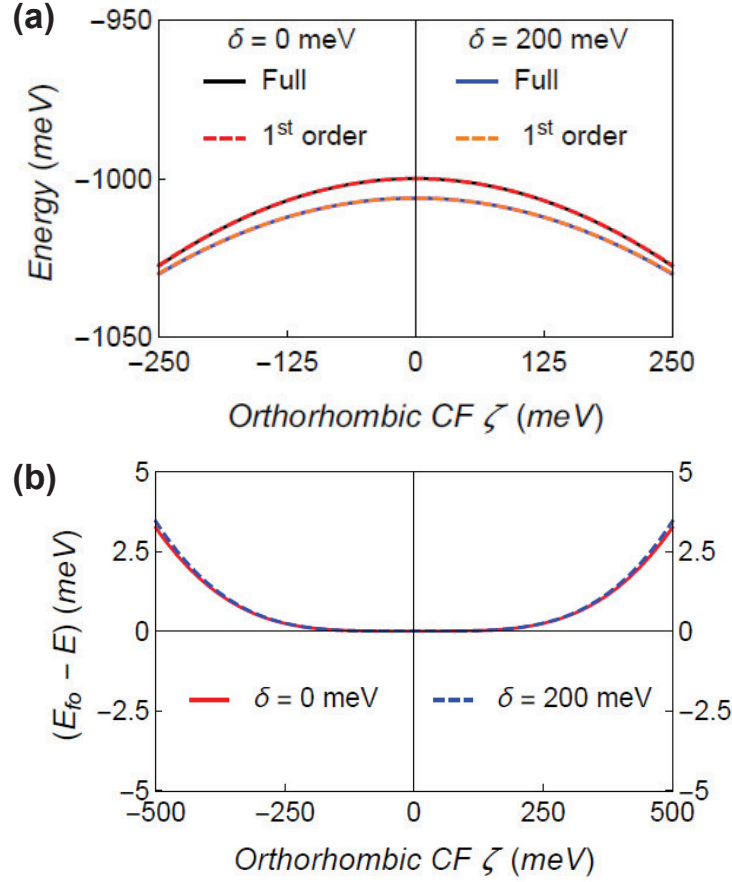 (a)
−950
δ = 0 meV
δ = 200 meV
Full
Full
1st order
1st order
−1000
−1050
Energy (meV)
−250
−125
0
125
250
Orthorhombic CF ζ (meV)
(b)
5
5
2.5
2.5
0
0
−2.5
−2.5
−5
−5
(Efo − E) (meV)
δ = 0 meV
δ = 200 meV
−500
−250
0
250
500
Orthorhombic CF ζ (meV)